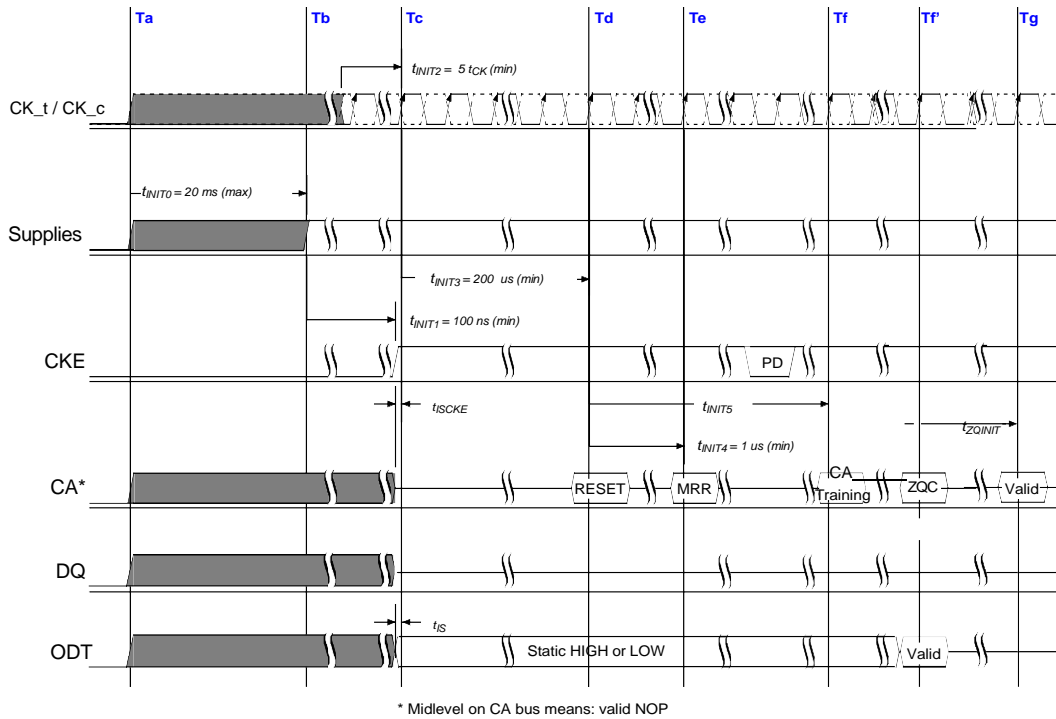 Ta Tb Tc Td Te Tf Tf' Tg
tINIT2 = 5 tCK (min)
CK_t / CK_c
tINIT0 = 20 ms (max)
Supplies
tINIT3 = 200 us (min)
tINIT1 = 100 ns (min)
CKE
PD
tISCKE
tINIT5
tZQINIT
tINIT4 = 1 us (min)
CA*
RESET
MRR
CA
Training
ZQC
Valid
DQ
tIS
ODT
Static HIGH or LOW
Valid
* Midlevel on CA bus means: valid NOP